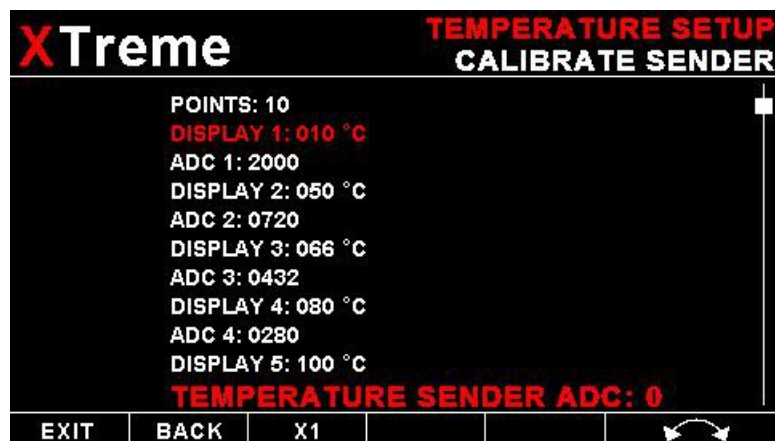 XTreme
TEMPERATURE SETUP
CALIBRATE SENDER
POINTS: 10
DISPLAY 1: 010 °C
ADC 1: 2000
DISPLAY 2: 050 °C
ADC 2: 0720
DISPLAY 3: 066 °C
ADC 3: 0432
DISPLAY 4: 080 °C
ADC 4: 0280
DISPLAY 5: 100 °C
TEMPERATURE SENDER ADC: 0
EXIT BACK X1